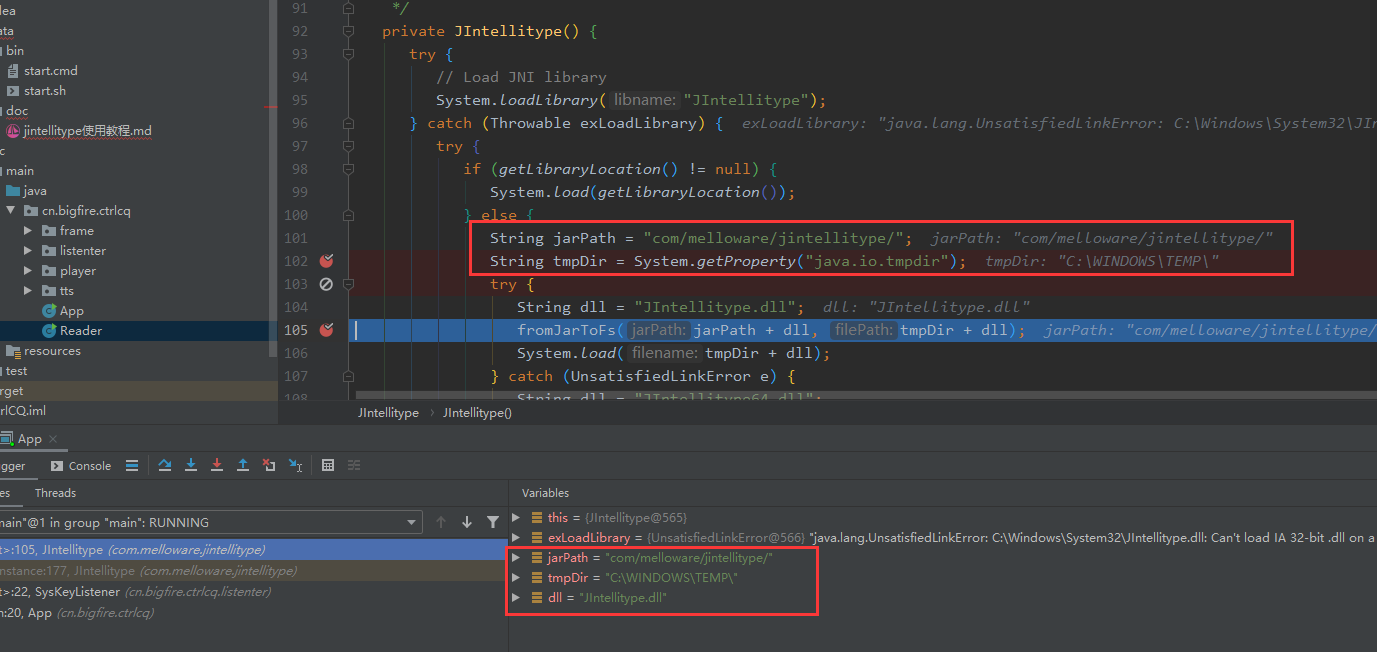 dea
ata
bin
start.cmd
start.sh
doc
jintellitype使用教程.md
c
main
java
cn.bigfire.ctrlcq
frame
listenter
player
tts
App
Reader
resources
test
rget
rlCQ.iml
91 */
92 private JIntellitype() {
93 try {
94 // Load JNI library
95 System.loadLibrary( libname: "JIntellitype");
96 } catch (Throwable exLoadLibrary) { exLoadLibrary: "java.lang.UnsatisfiedLinkError: C:\Windows\System32\JIn
97 try {
98 if (getLibraryLocation() != null) {
99 System.load(getLibraryLocation());
100 } else {
101 String jarPath = "com/melloware/jintellitype/"; jarPath: "com/melloware/jintellitype/"
102 String tmpDir = System.getProperty("java.io.tmpdir"); tmpDir: "C:\WINDOWS\TEMP\"
103 try {
104 String dll = "JIntellitype.dll"; dll: "JIntellitype.dll"
105 fromJarToFs( jarPath: jarPath + dll, filePath: tmpDir + dll); jarPath: "com/melloware/jintellitype/
106 System.load( filename: tmpDir + dll);
107 } catch (UnsatisfiedLinkError e) {
108 String dll = "JIntellitype64.dll";
JIntellitype › JIntellitype()
App ×
gger Console
es Threads
main"@1 in group "main": RUNNING
t>:105, JIntellitype (com.melloware.jintellitype)
nstance:177, JIntellitype (com.melloware.jintellitype)
t>:22, SysKeyListener (cn.bigfire.ctrlcq.listenter)
n:20, App (cn.bigfire.ctrlcq)
Variables
this = {JIntellitype@565}
exLoadLibrary = {UnsatisfiedLinkError@566} "java.lang.UnsatisfiedLinkError: C:\Windows\System32\JIntellitype.dll: Can't load IA 32-bit .dll on a
jarPath = "com/melloware/jintellitype/"
tmpDir = "C:\WINDOWS\TEMP\"
dll = "JIntellitype.dll"